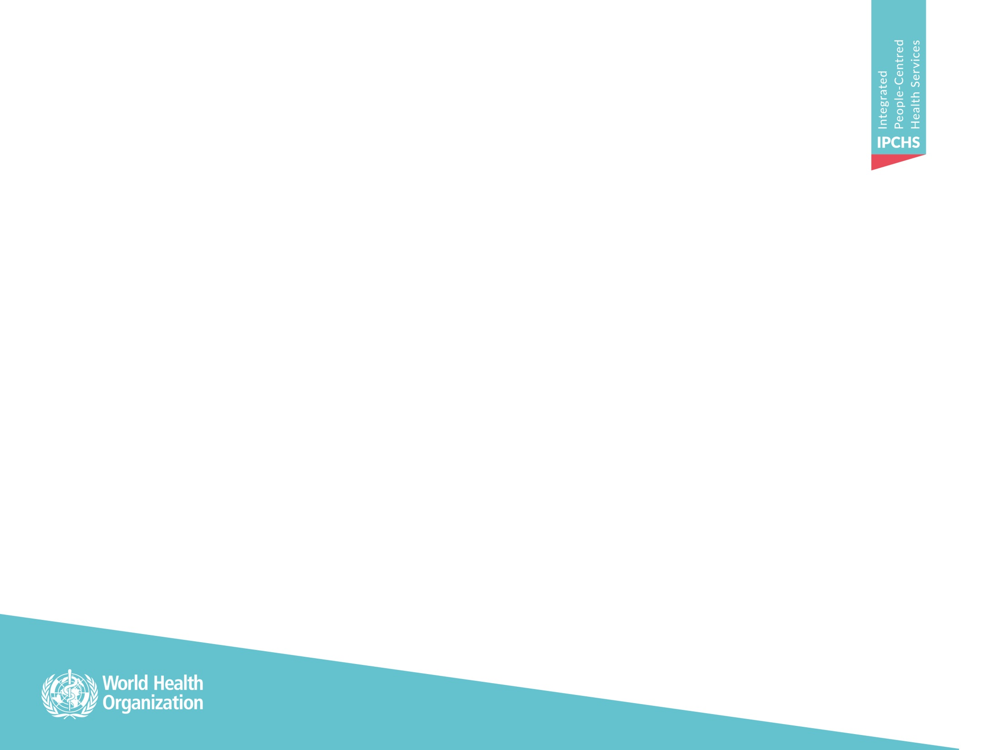 Integrated
People-Centred
Health Services
IPCHS
World Health
Organization